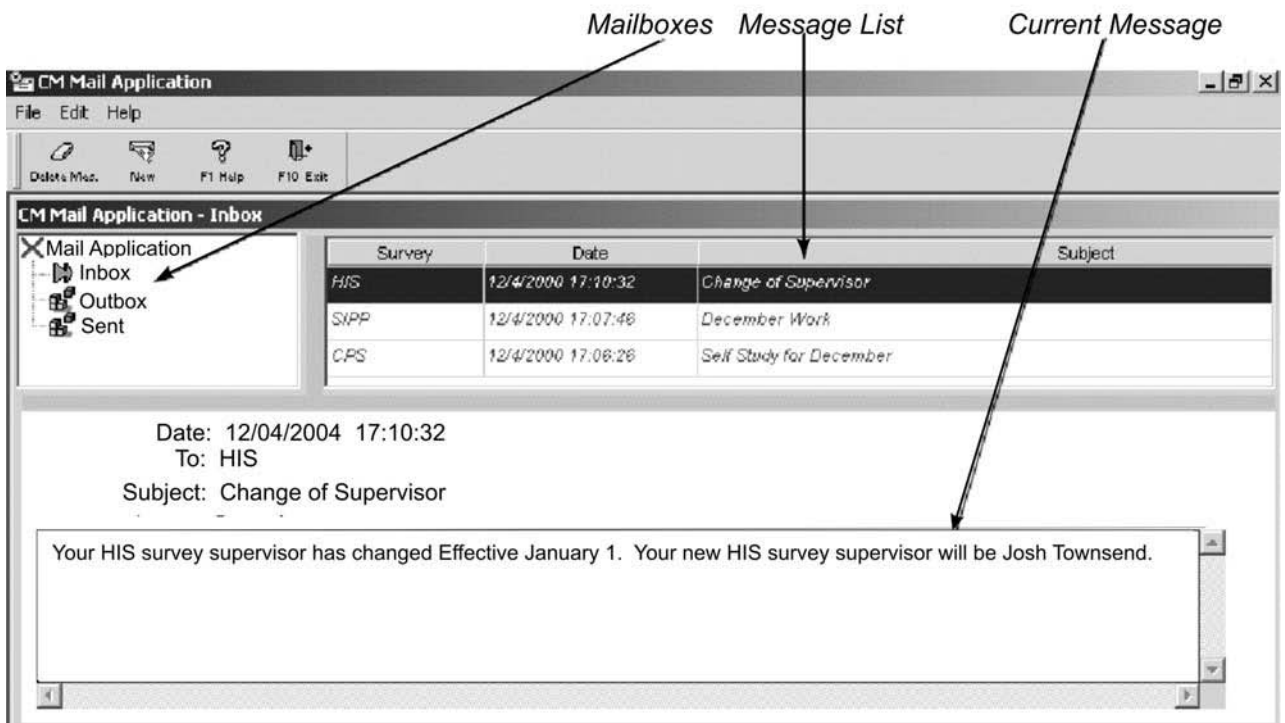 Mailboxes Message List Current Message
CM Mail Application
File Edit Help
Delete Mes. New F1 Help F10 Exit
CM Mail Application - Inbox
Mail Application
Inbox
Outbox
Sent
Survey Date Subject
HIS 12/4/2000 17:10:32 Change of Supervisor
SIPP 12/4/2000 17:07:46 December Work
CPS 12/4/2000 17:06:26 Self Study for December
Date: 12/04/2004 17:10:32
To: HIS
Subject: Change of Supervisor
Your HIS survey supervisor has changed Effective January 1. Your new HIS survey supervisor will be Josh Townsend.